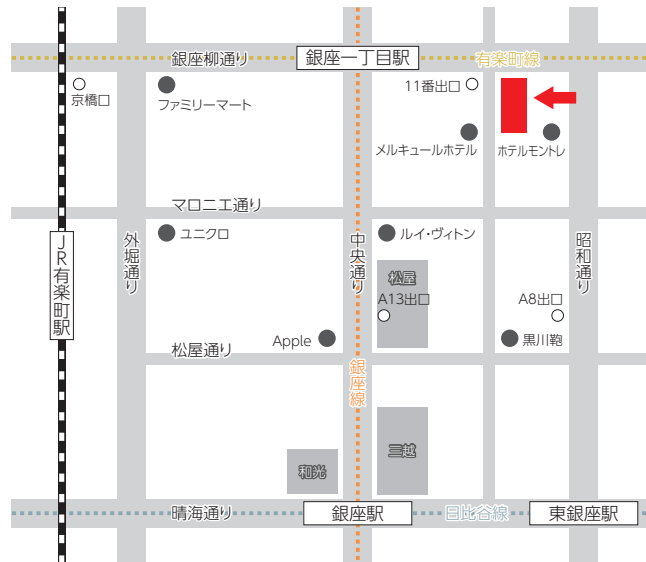 銀座柳通り
銀座一丁目駅
有楽町線
京橋口
ファミリーマート
11番出口
メルキュールホテル
ホテルモントレ
マロニエ通り
外堀通り
ユニクロ
中央通り
ルイ・ヴィトン
昭和通り
JR有楽町駅
松屋
A13出口
A8出口
Apple
黒川鞄
松屋通り
銀座線
和光
三越
晴海通り
銀座駅
日比谷線
東銀座駅